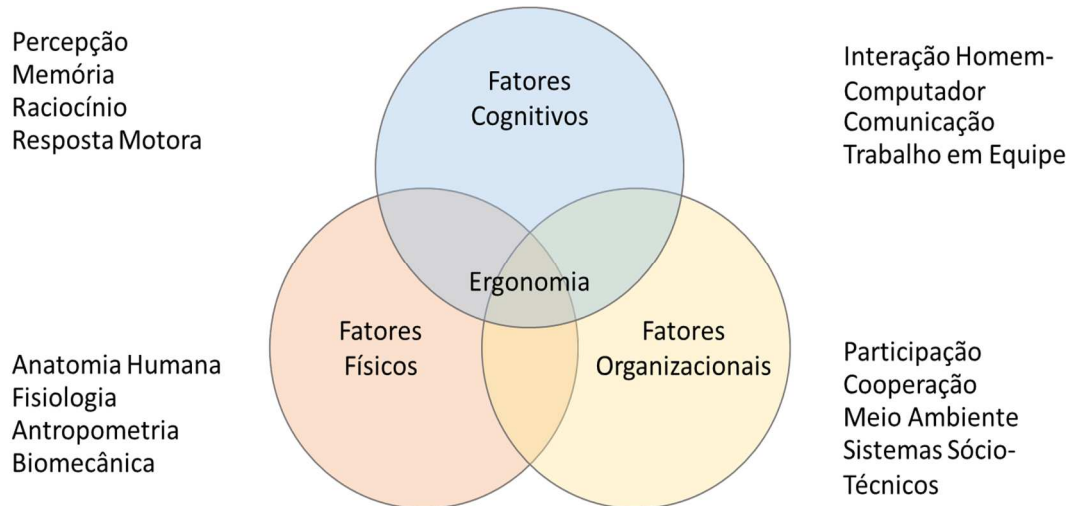 Percepção
Memória
Raciocínio
Resposta Motora
Fatores
Cognitivos
Interação Homem-
Computador
Comunicação
Trabalho em Equipe
Ergonomia
Fatores
Físicos
Fatores
Organizacionais
Anatomia Humana
Fisiologia
Antropometria
Biomecânica
Participação
Cooperação
Meio Ambiente
Sistemas Sócio-
Técnicos